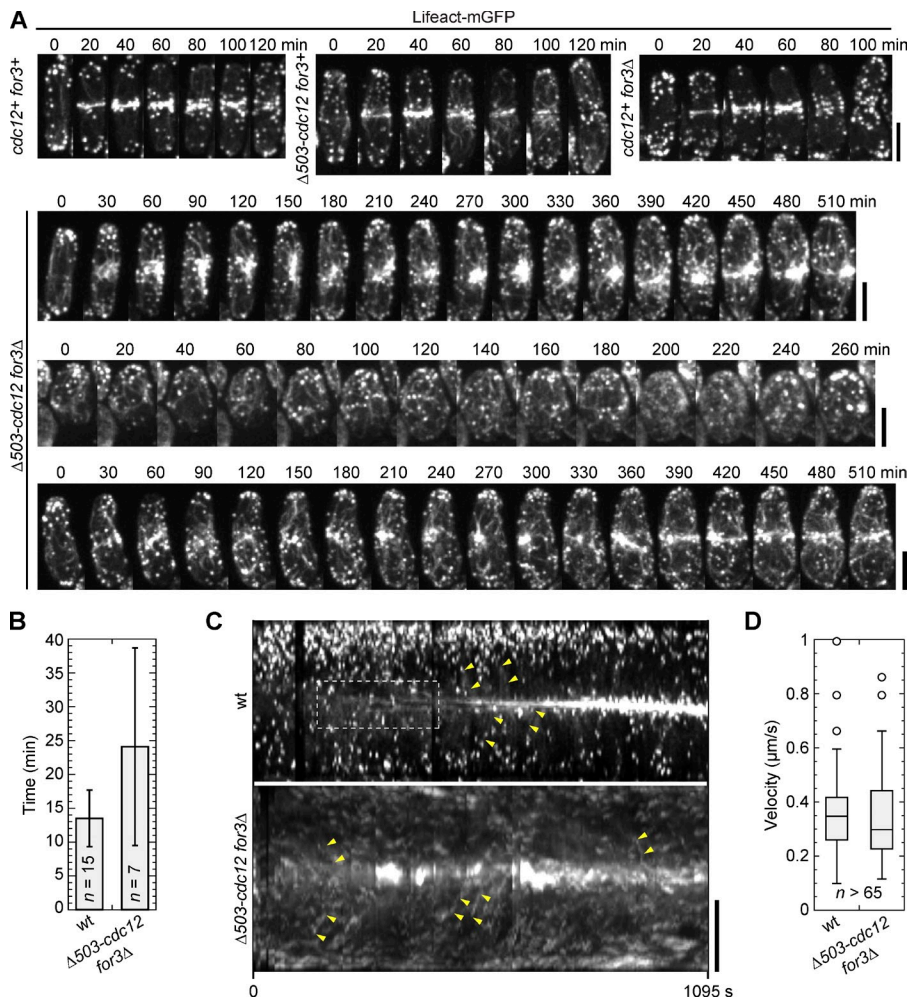 A
Lifeact-mGFP
0 20 40 60 80 100 120 min
cdc12+ for3+
0 20 40 60 80 100 120 min
Δ503-cdc12 for3+
0 20 40 60 80 100 min
cdc12+ for3Δ
0 30 60 90 120 150 180 210 240 270 300 330 360 390 420 450 480 510 min
Δ503-cdc12 for3Δ
0 20 40 60 80 100 120 140 160 180 200 220 240 260 min
0 30 60 90 120 150 180 210 240 270 300 330 360 390 420 450 480 510 min
B
Time (min)
40
35
30
25
20
15
10
5
0
n = 15
n = 7
wt
Δ503-cdc12
for3Δ
C
wt
Δ503-cdc12 for3Δ
0 1095 s
D
Velocity (μm/s)
1
0.8
0.6
0.4
0.2
0
n > 65
wt
Δ503-cdc12
for3Δ